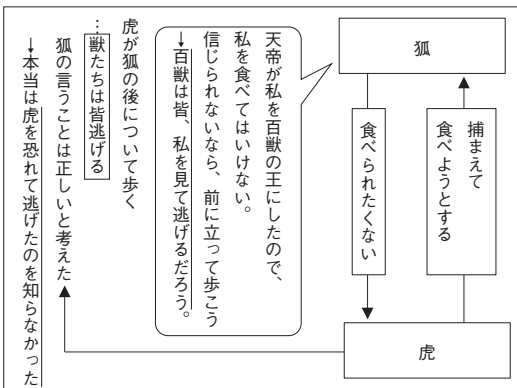 狐
捕まえて
食べようとする
食べられたくない
虎
天帝が私を百獣の王にしたので、
私を食べてはいけない。
信じられないなら、前に立って歩こう
→百獣は皆、私を見て逃げるだろう。
虎が狐の後について歩く
…獣たちは皆逃げる
狐の言うことは正しいと考えた
→本当は虎を恐れて逃げたのを知らなかった